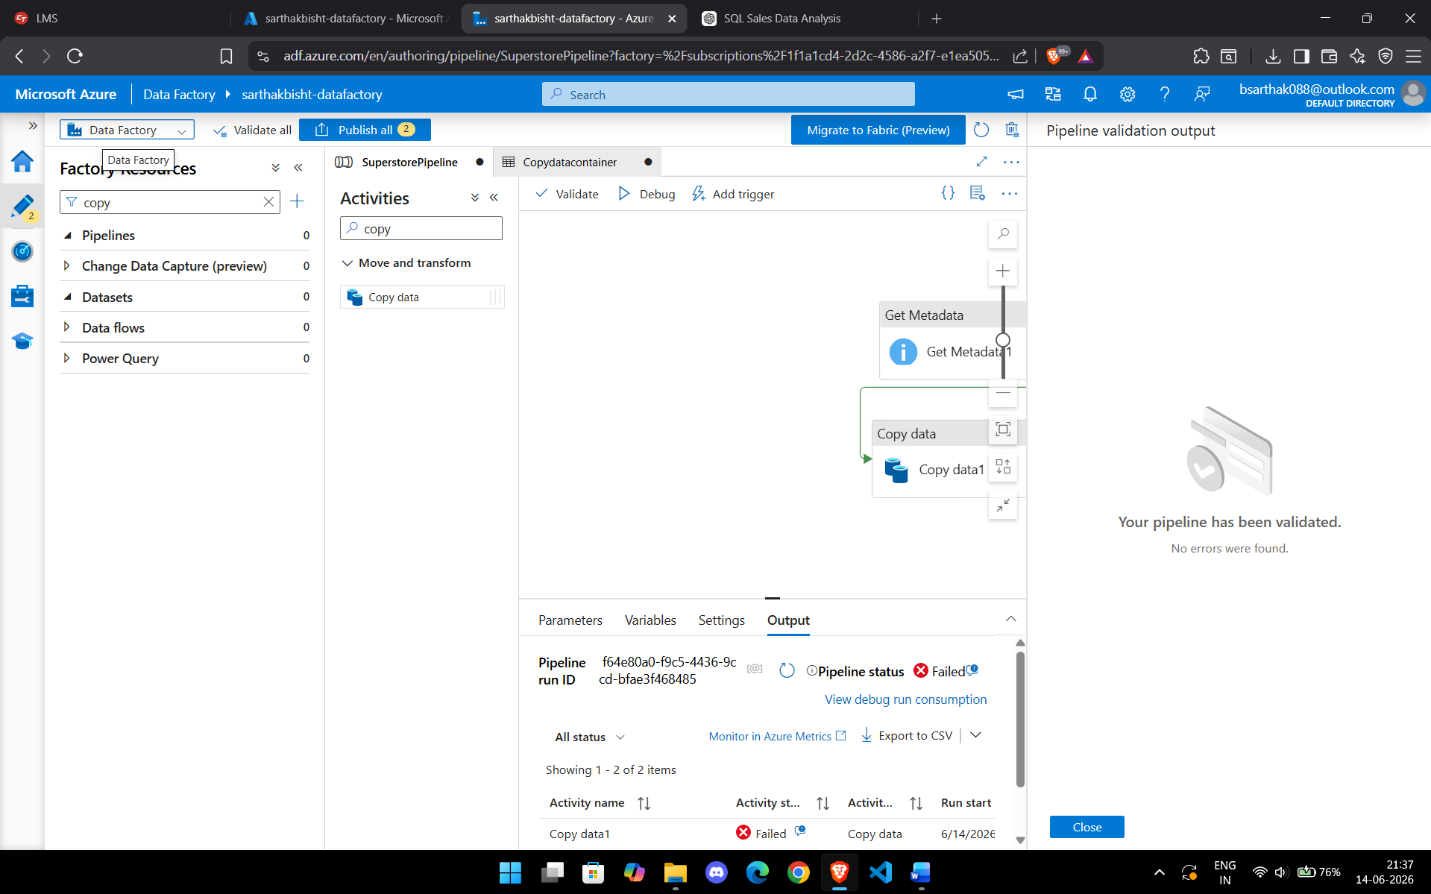 LMS
sarthakbisht-datafactory - Microsoft
sarthakbisht-datafactory - Azure
SQL Sales Data Analysis
adf.azure.com/en/authoring/pipeline/SuperstorePipeline?factory=%2Fsubscriptions%2F1f1a1cd4-2d2c-4586-a2f7-e1ea505...
99+
Microsoft Azure
Data Factory
sarthakbisht-datafactory
Search
bsarthak088@outlook.com
DEFAULT DIRECTORY
Data Factory
Validate all
Publish all 2
Migrate to Fabric (Preview)
Pipeline validation output
Data Factory
Factory Resources
SuperstorePipeline
Copydatacontainer
2
copy
Pipelines 0
Change Data Capture (preview) 0
Datasets 0
Data flows 0
Power Query 0
Activities
copy
Move and transform
Copy data
Validate
Debug
Add trigger
Get Metadata
Get Metadata1
Copy data
Copy data1
Your pipeline has been validated.
No errors were found.
Close
Parameters
Variables
Settings
Output
Pipeline run ID
f64e80a0-f9c5-4436-9c
cd-bfae3f468485
Pipeline status
Failed
View debug run consumption
All status
Monitor in Azure Metrics
Export to CSV
Showing 1 - 2 of 2 items
Activity name
Activity st...
Activit...
Run start
Copy data1
Failed
Copy data
6/14/2026
ENG
IN
76%
21:37
14-06-2026